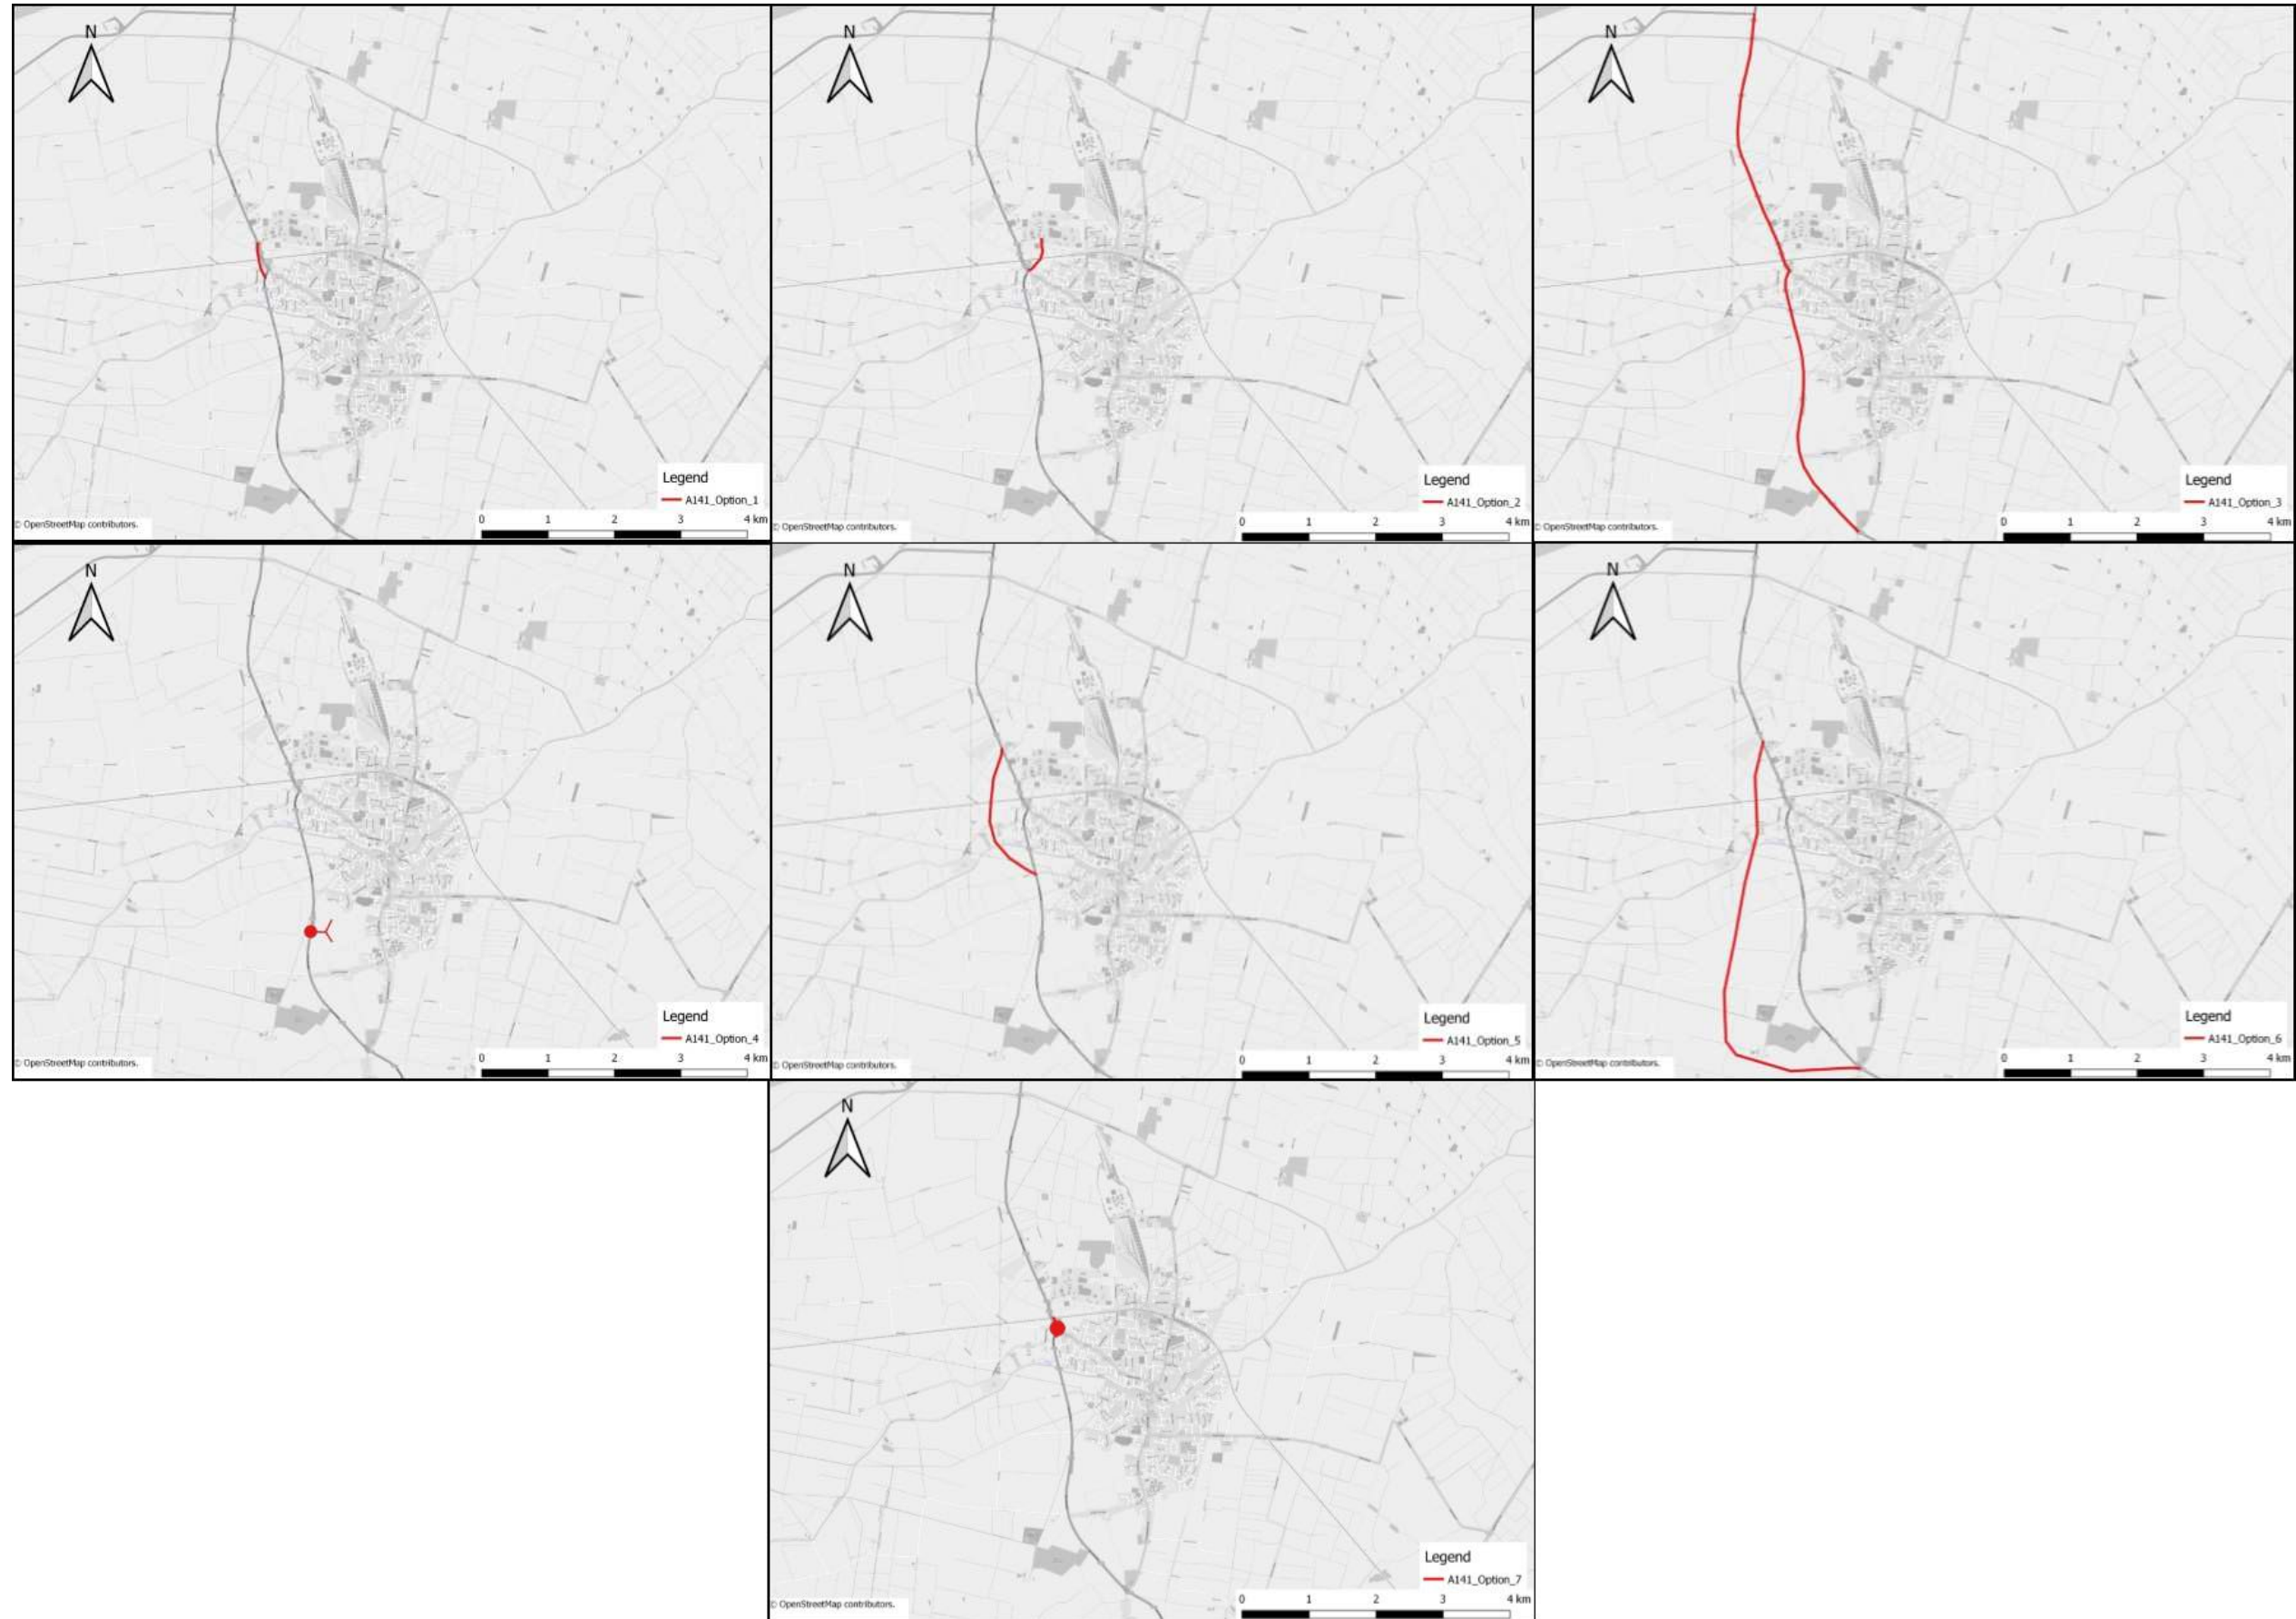 N
Legend
A141_Option_1
0 1 2 3 4 km
© OpenStreetMap contributors.
N
Legend
A141_Option_2
0 1 2 3 4 km
© OpenStreetMap contributors.
N
Legend
A141_Option_3
0 1 2 3 4 km
© OpenStreetMap contributors.
N
Legend
A141_Option_4
0 1 2 3 4 km
© OpenStreetMap contributors.
N
Legend
A141_Option_5
0 1 2 3 4 km
© OpenStreetMap contributors.
N
Legend
A141_Option_6
0 1 2 3 4 km
© OpenStreetMap contributors.
N
Legend
A141_Option_7
0 1 2 3 4 km
© OpenStreetMap contributors.